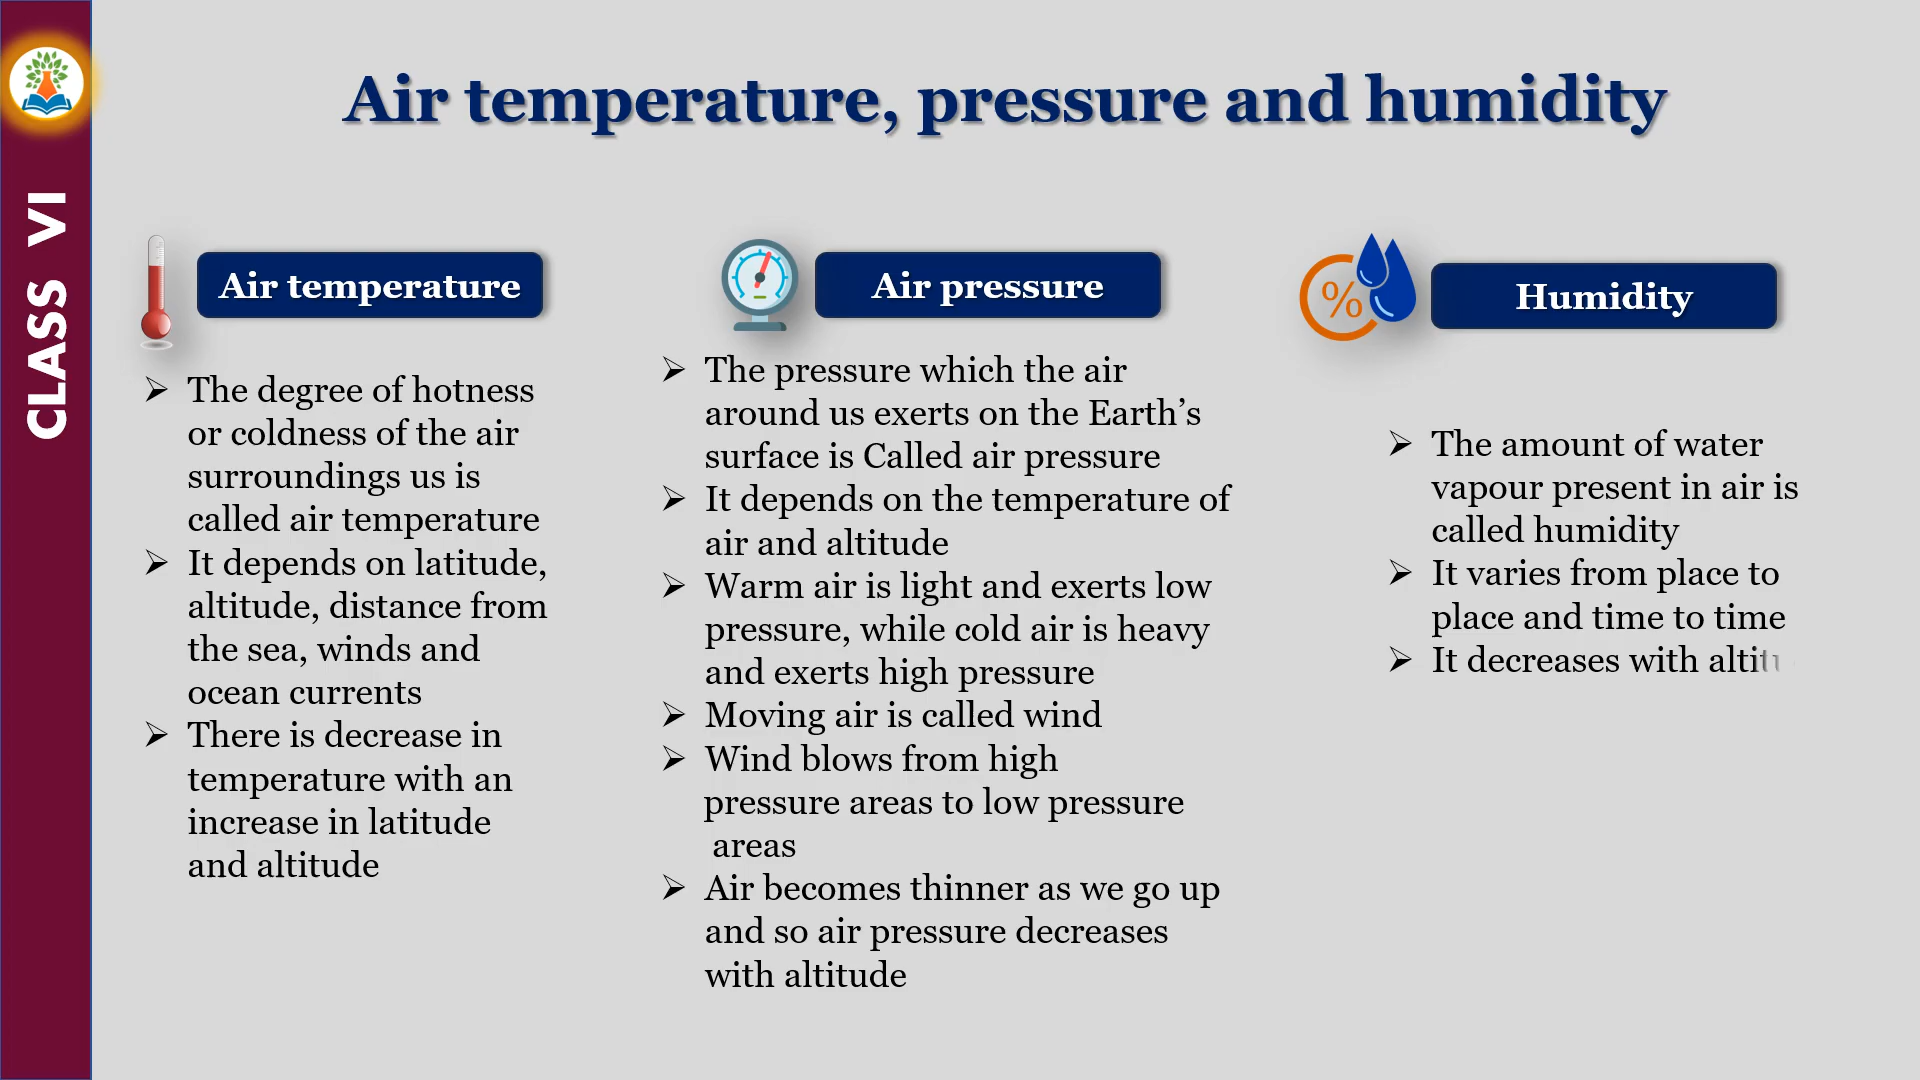 CLASS VI
Air temperature, pressure and humidity
Air temperature
➢ The degree of hotness
or coldness of the air
surroundings us is
called air temperature
➢ It depends on latitude,
altitude, distance from
the sea, winds and
ocean currents
➢ There is decrease in
temperature with an
increase in latitude
and altitude
Air pressure
➢ The pressure which the air
around us exerts on the Earth’s
surface is Called air pressure
➢ It depends on the temperature of
air and altitude
➢ Warm air is light and exerts low
pressure, while cold air is heavy
and exerts high pressure
➢ Moving air is called wind
➢ Wind blows from high
pressure areas to low pressure
areas
➢ Air becomes thinner as we go up
and so air pressure decreases
with altitude
%
Humidity
➢ The amount of water
vapour present in air is
called humidity
➢ It varies from place to
place and time to time
➢ It decreases with